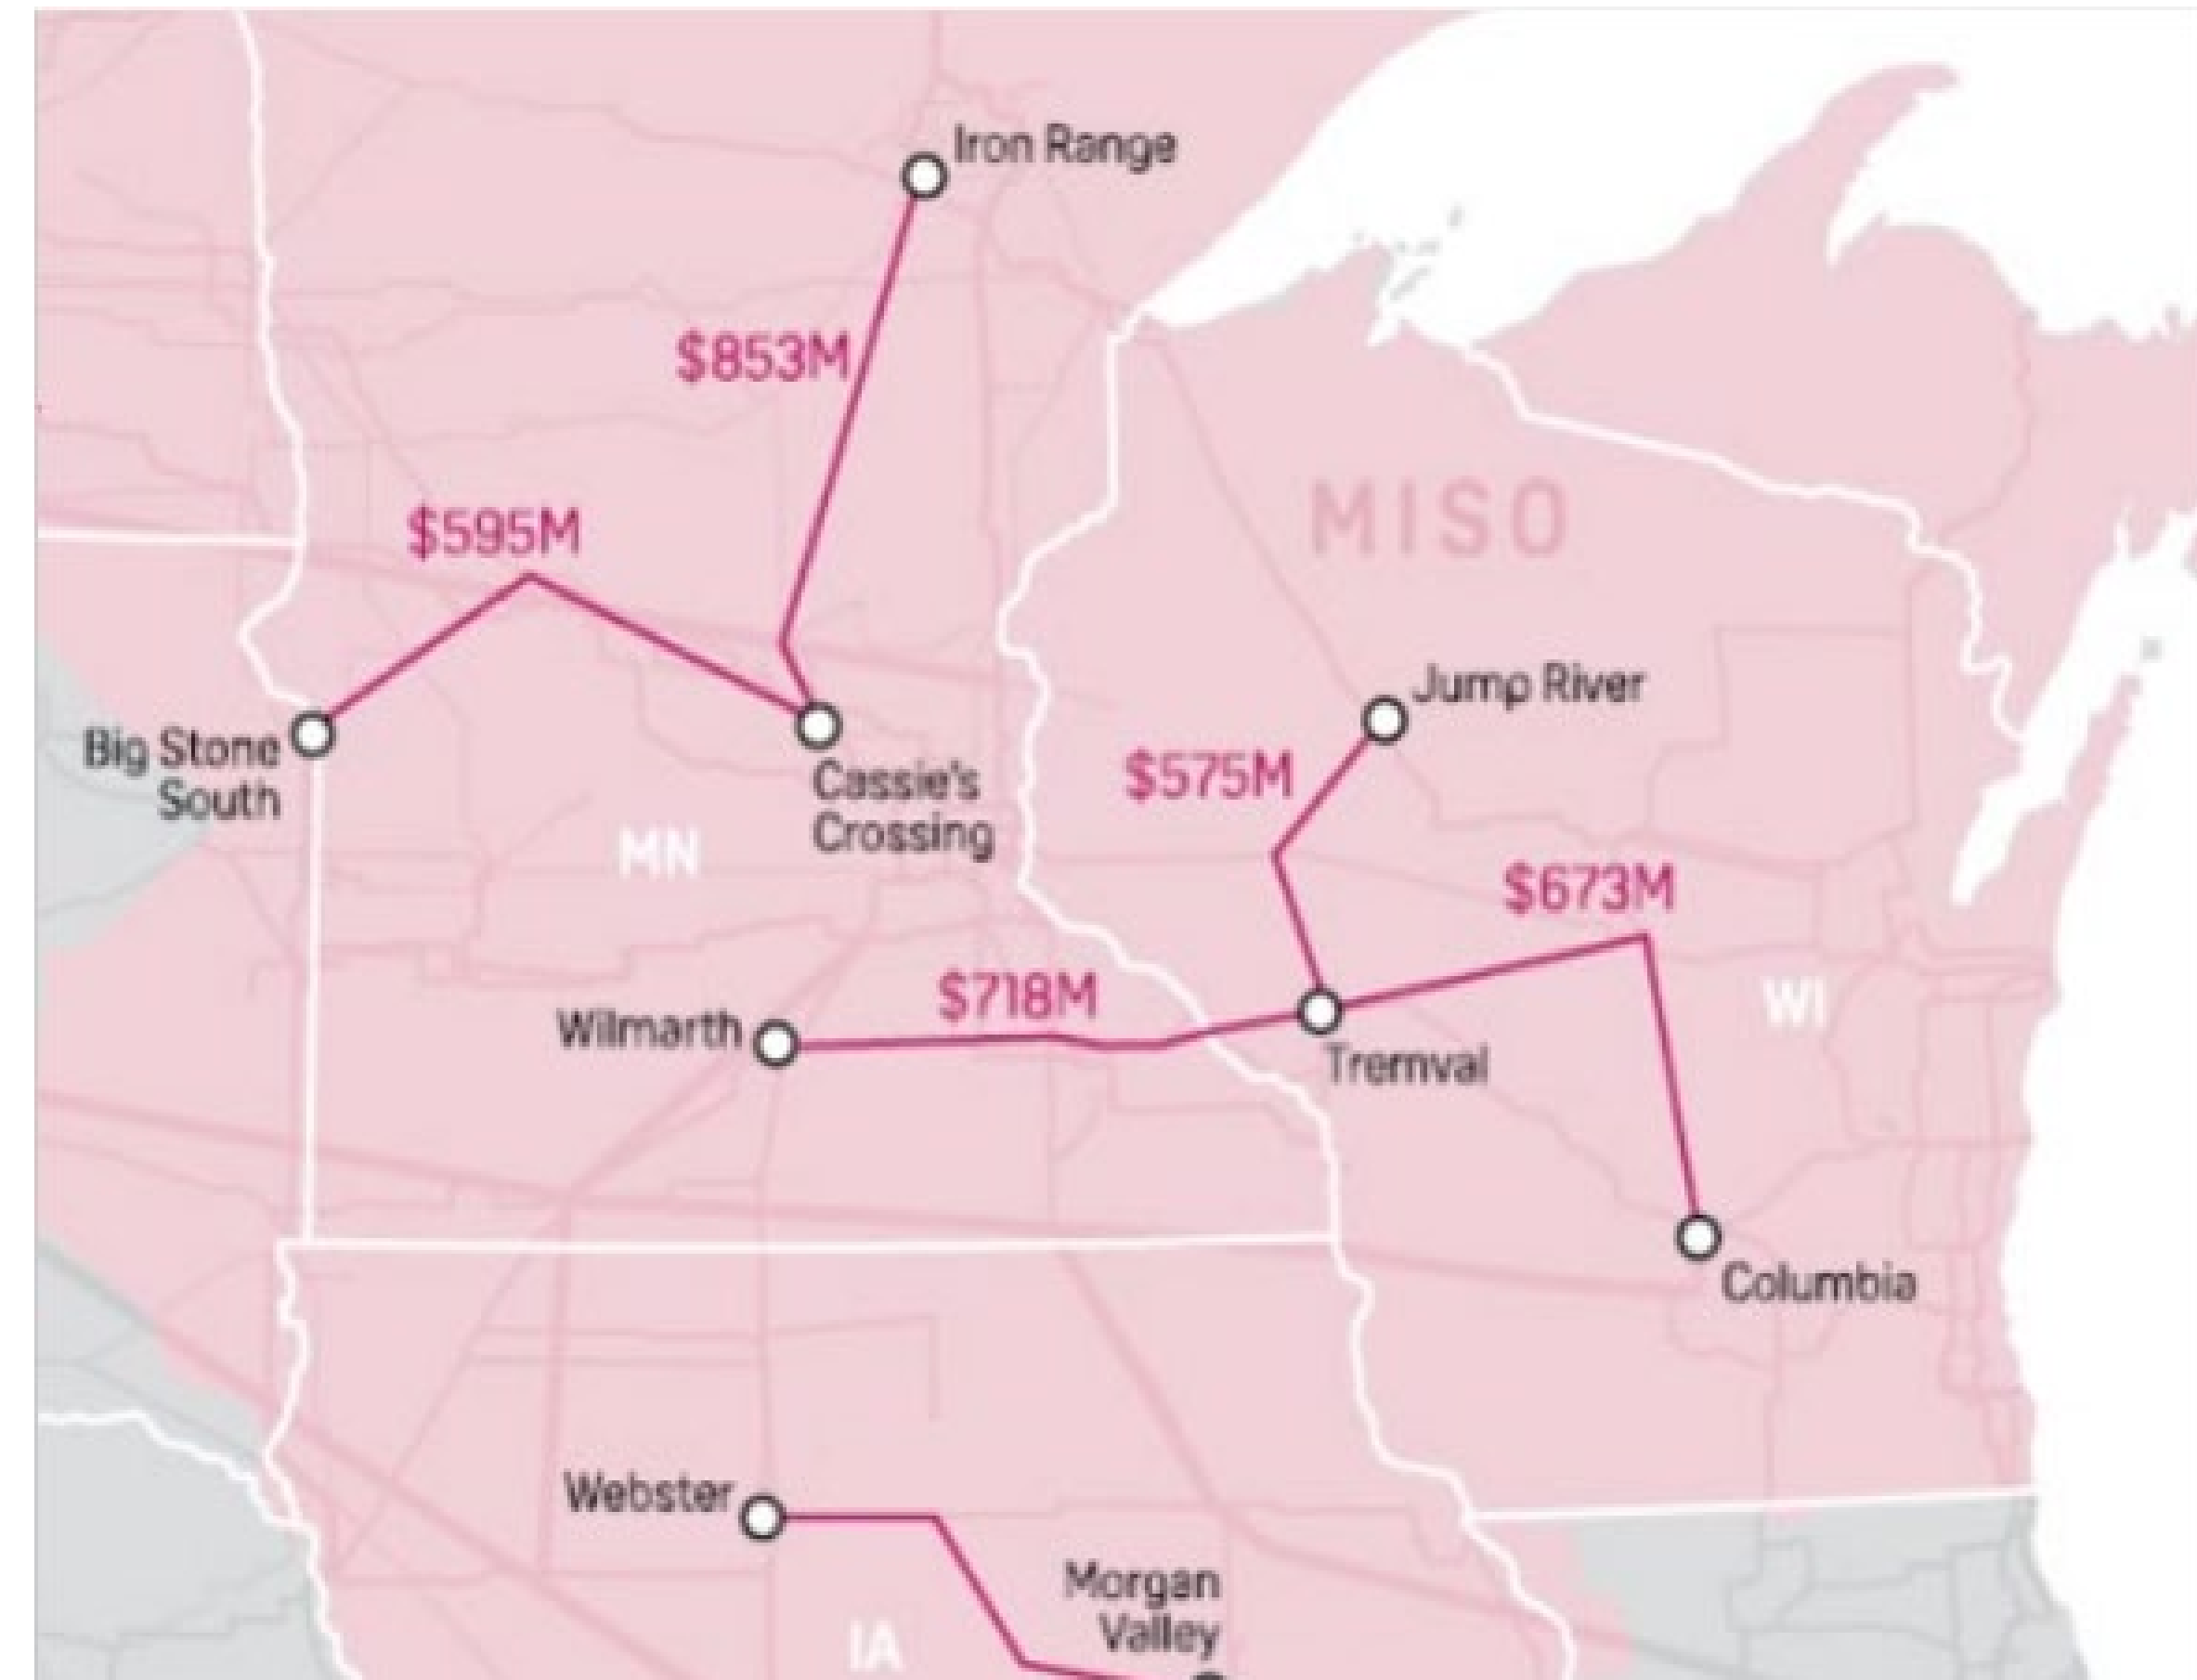 Iron Range
$853M
MISO
$595M
Jump River
Big Stone
South
$575M
Cassie's
Crossing
MN
$673M
$718M
WI
Wilmarth
Tremval
Columbia
Webster
Morgan
Valley
IA